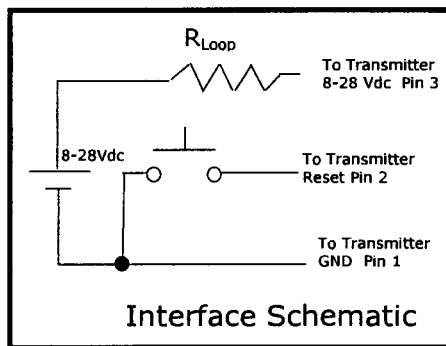 RLoop
To Transmitter
8-28 Vdc Pin 3
8-28Vdc
To Transmitter
Reset Pin 2
To Transmitter
GND Pin 1
Interface Schematic